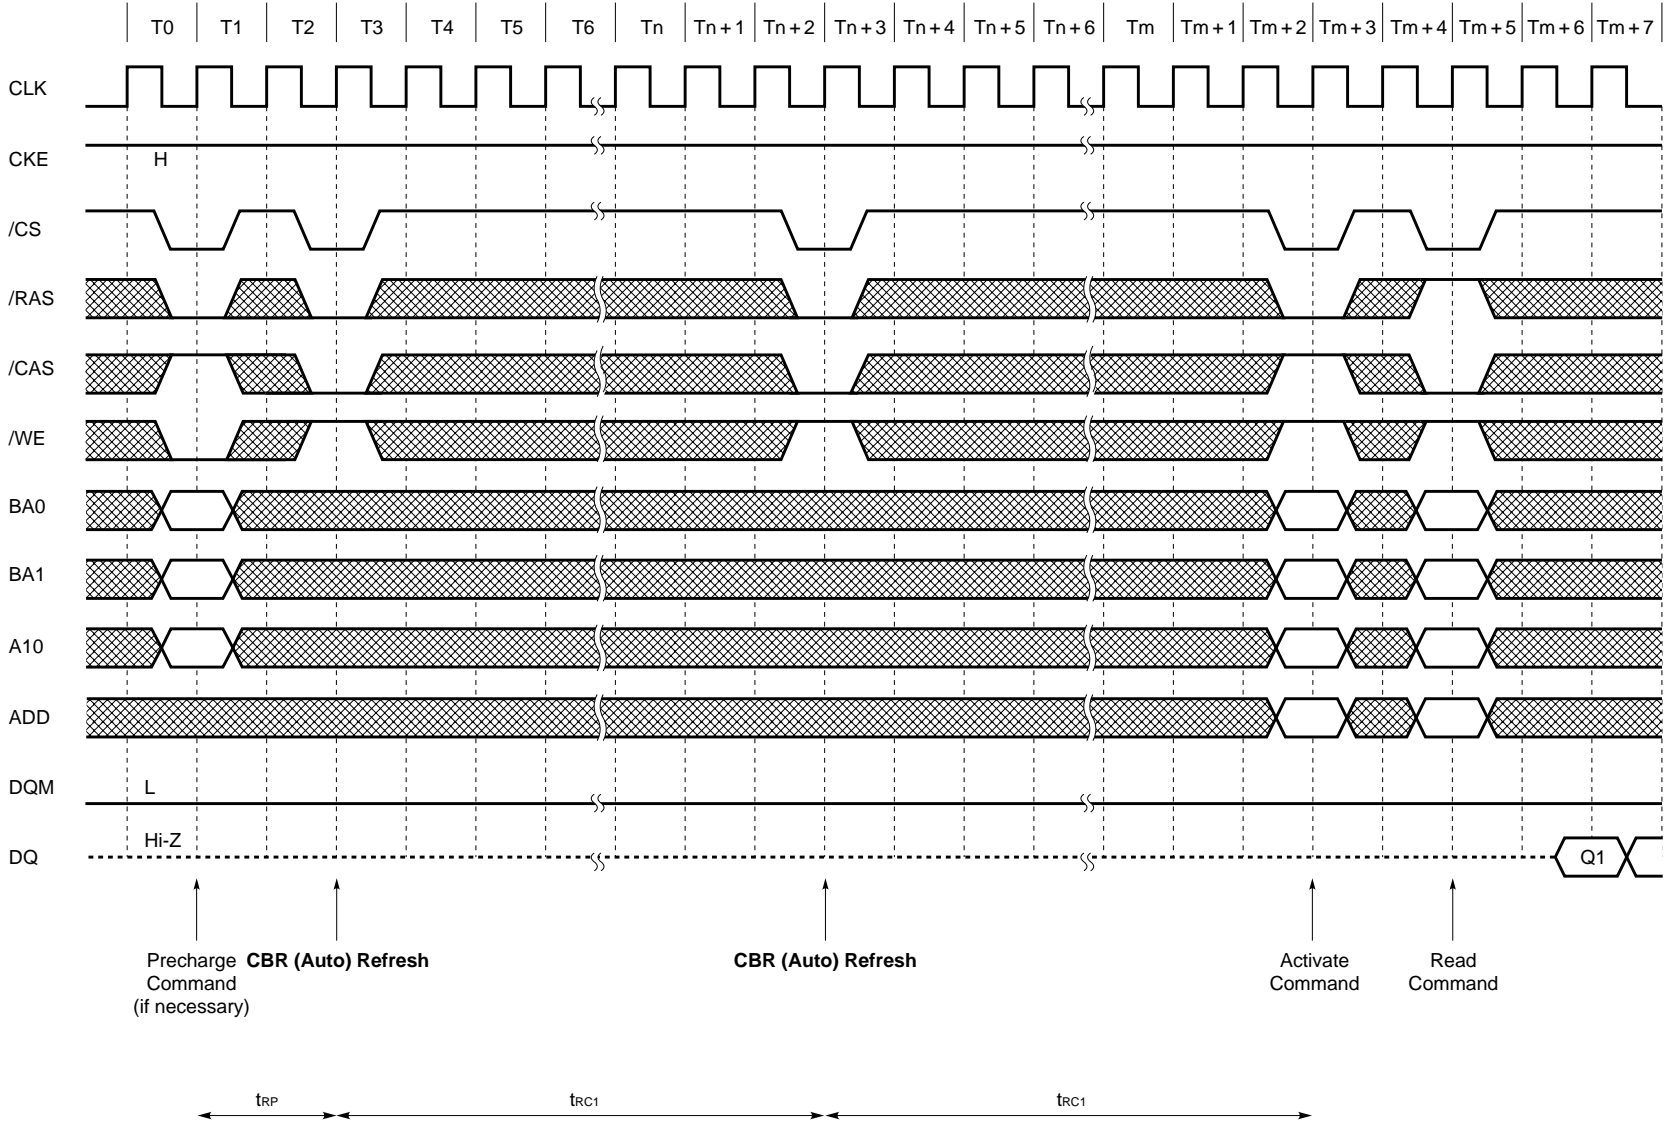 T0 T1 T2 T3 T4 T5 T6 Tn Tn + 1 Tn + 2 Tn + 3 Tn + 4 Tn + 5 Tn + 6 Tm Tm + 1 Tm + 2 Tm + 3 Tm + 4 Tm + 5 Tm + 6 Tm + 7
CLK
CKE H
/CS
/RAS
/CAS
/WE
BA0
BA1
A10
ADD
DQM L
Hi-Z
DQ Q1
Precharge
Command
(if necessary)
CBR (Auto) Refresh
CBR (Auto) Refresh
Activate
Command
Read
Command
tRP tRC1 tRC1